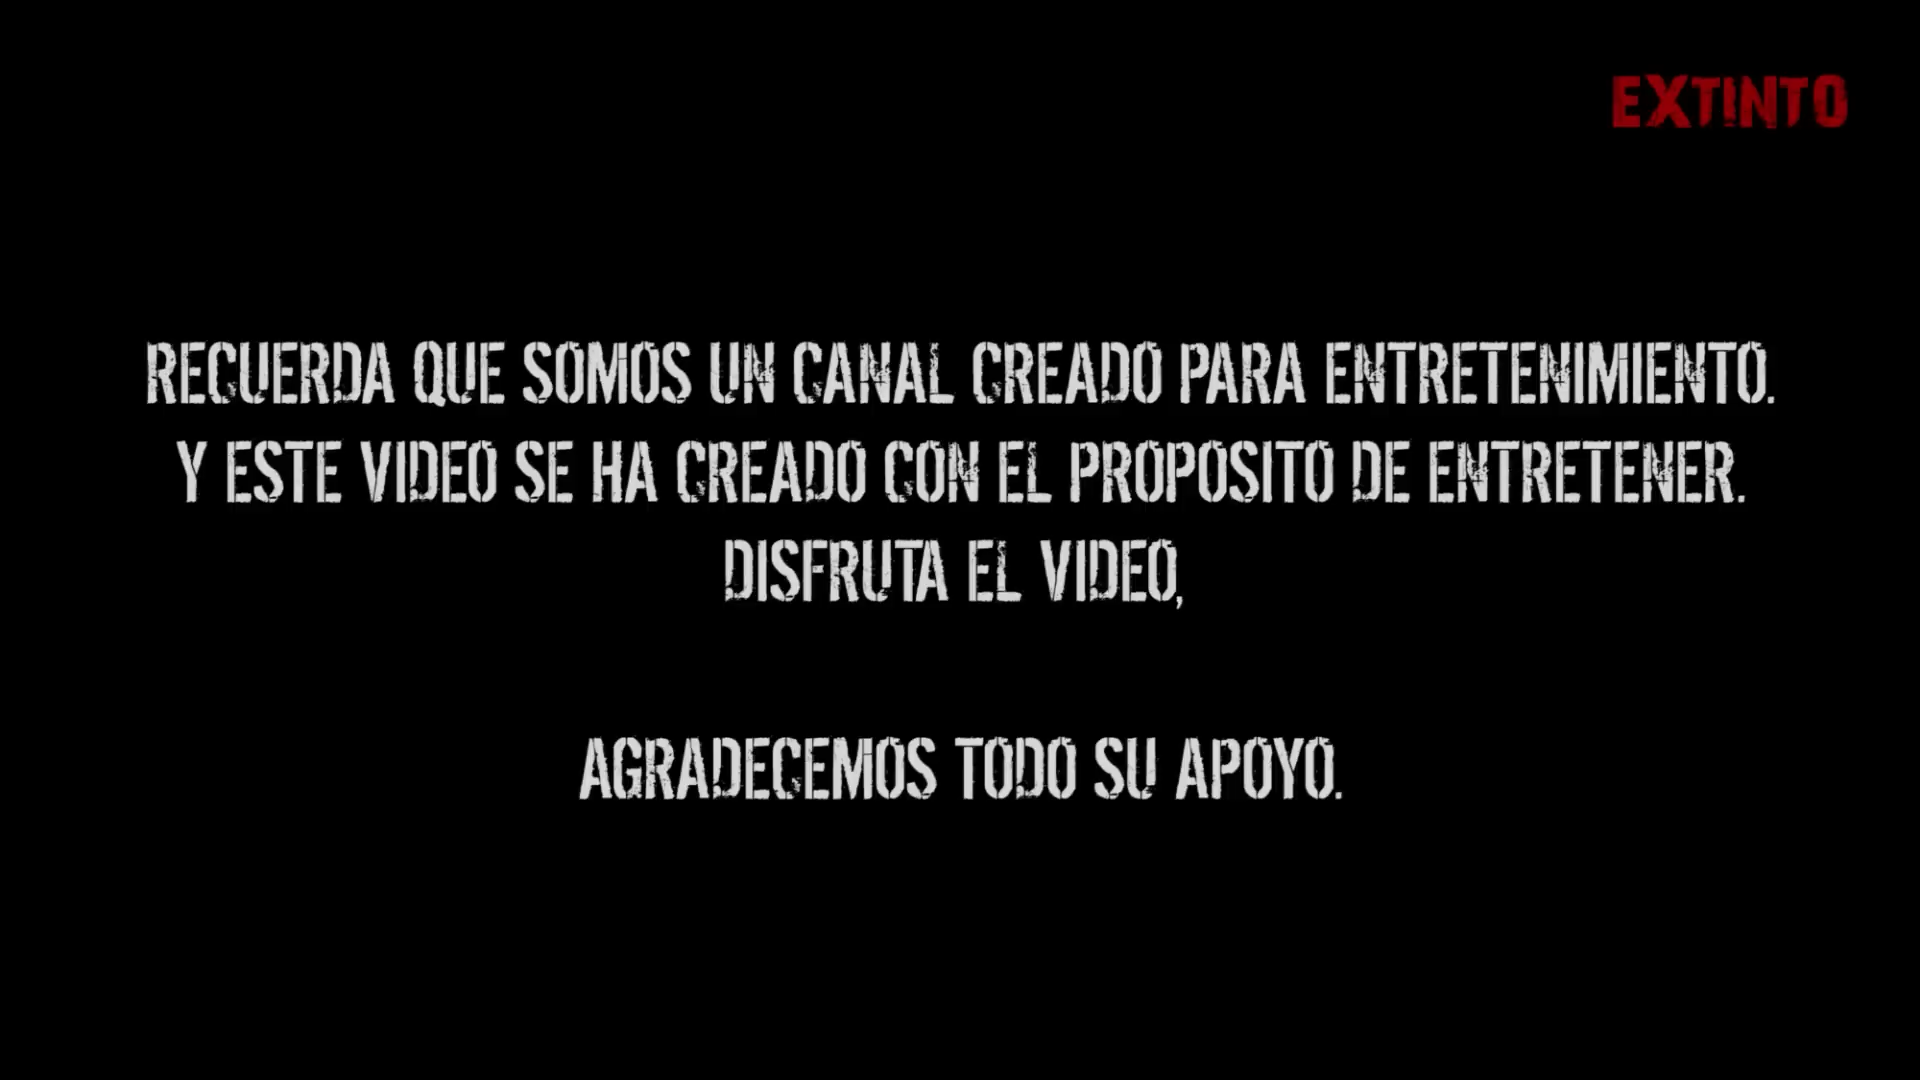 EXTINTO
RECUERDA QUE SOMOS UN CANAL CREADO PARA ENTRETENIMIENTO.
Y ESTE VIDEO SE HA CREADO CON EL PROPOSITO DE ENTRETENER.
DISFRUTA EL VIDEO,
AGRADECEMOS TODO SU APOYO.